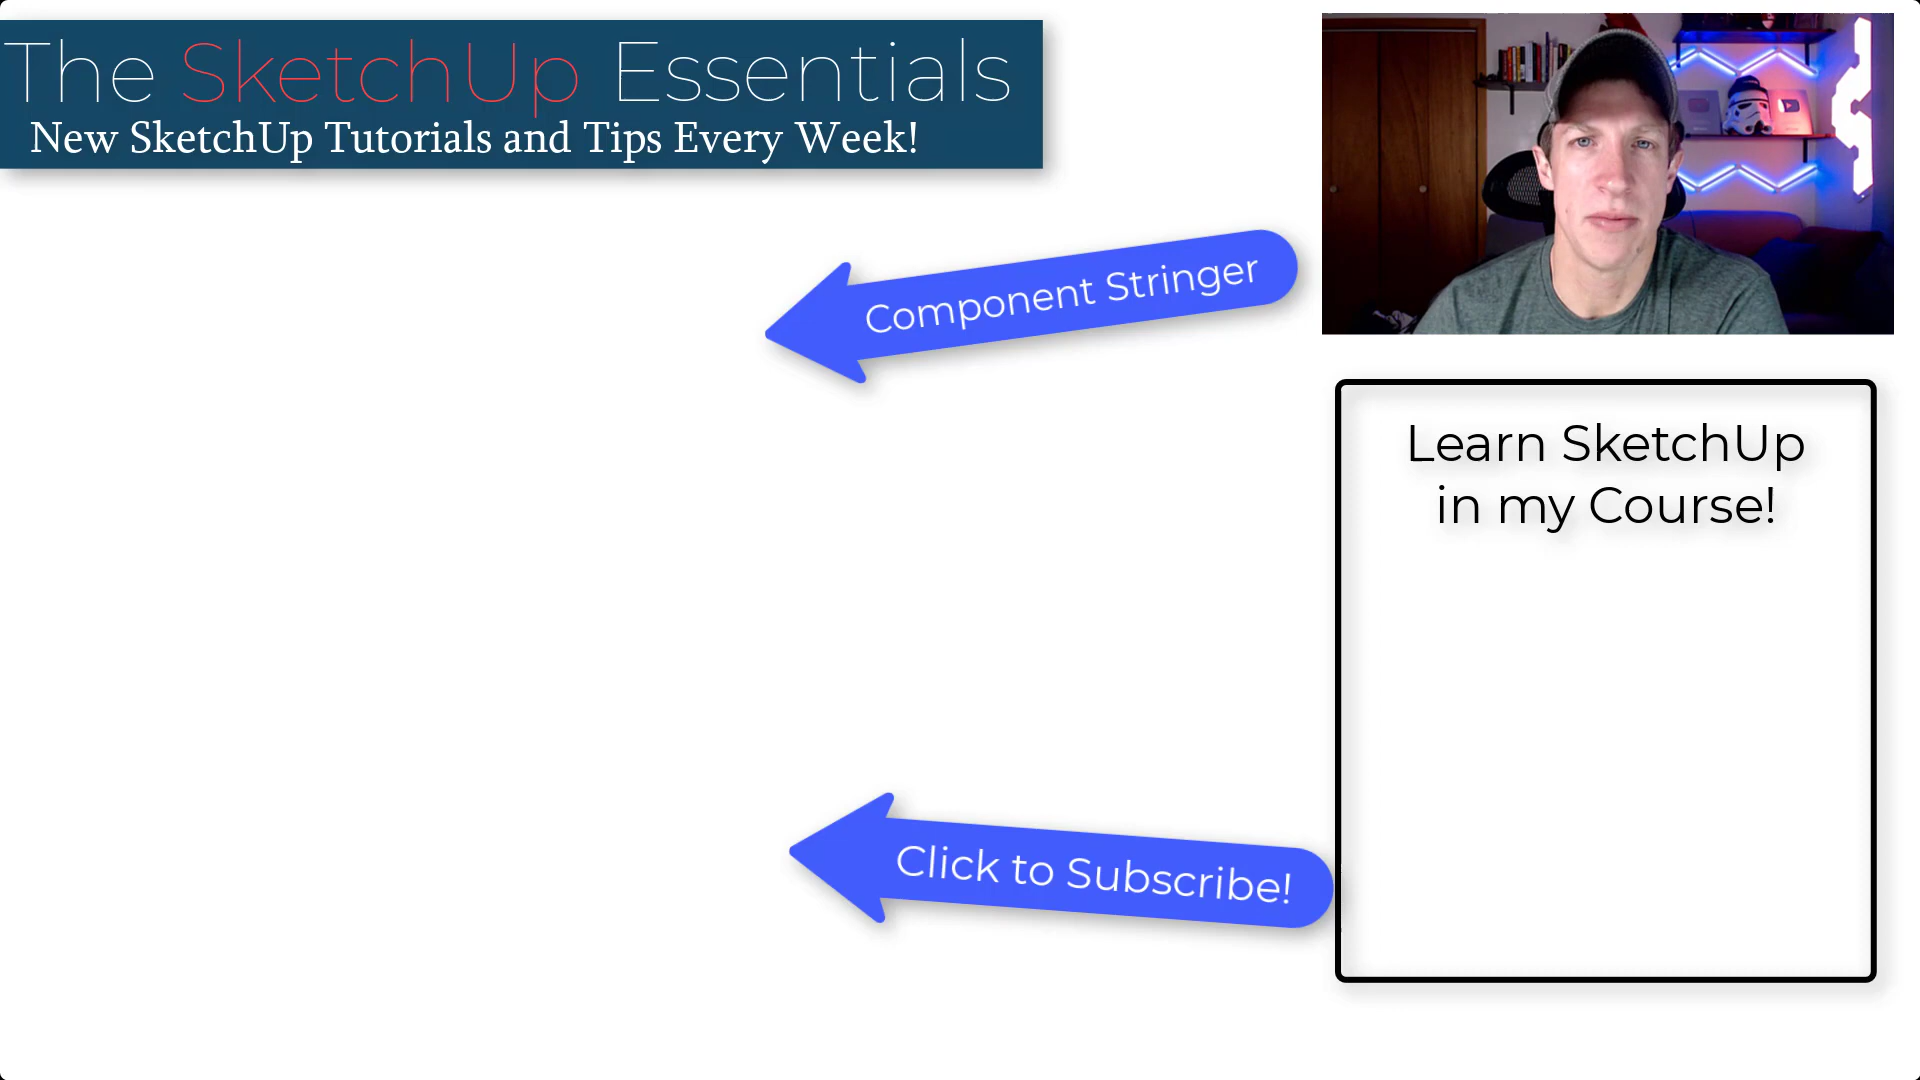 The SketchUp Essentials
New SketchUp Tutorials and Tips Every Week!
Component Stringer
Learn SketchUp
in my Course!
Click to Subscribe!